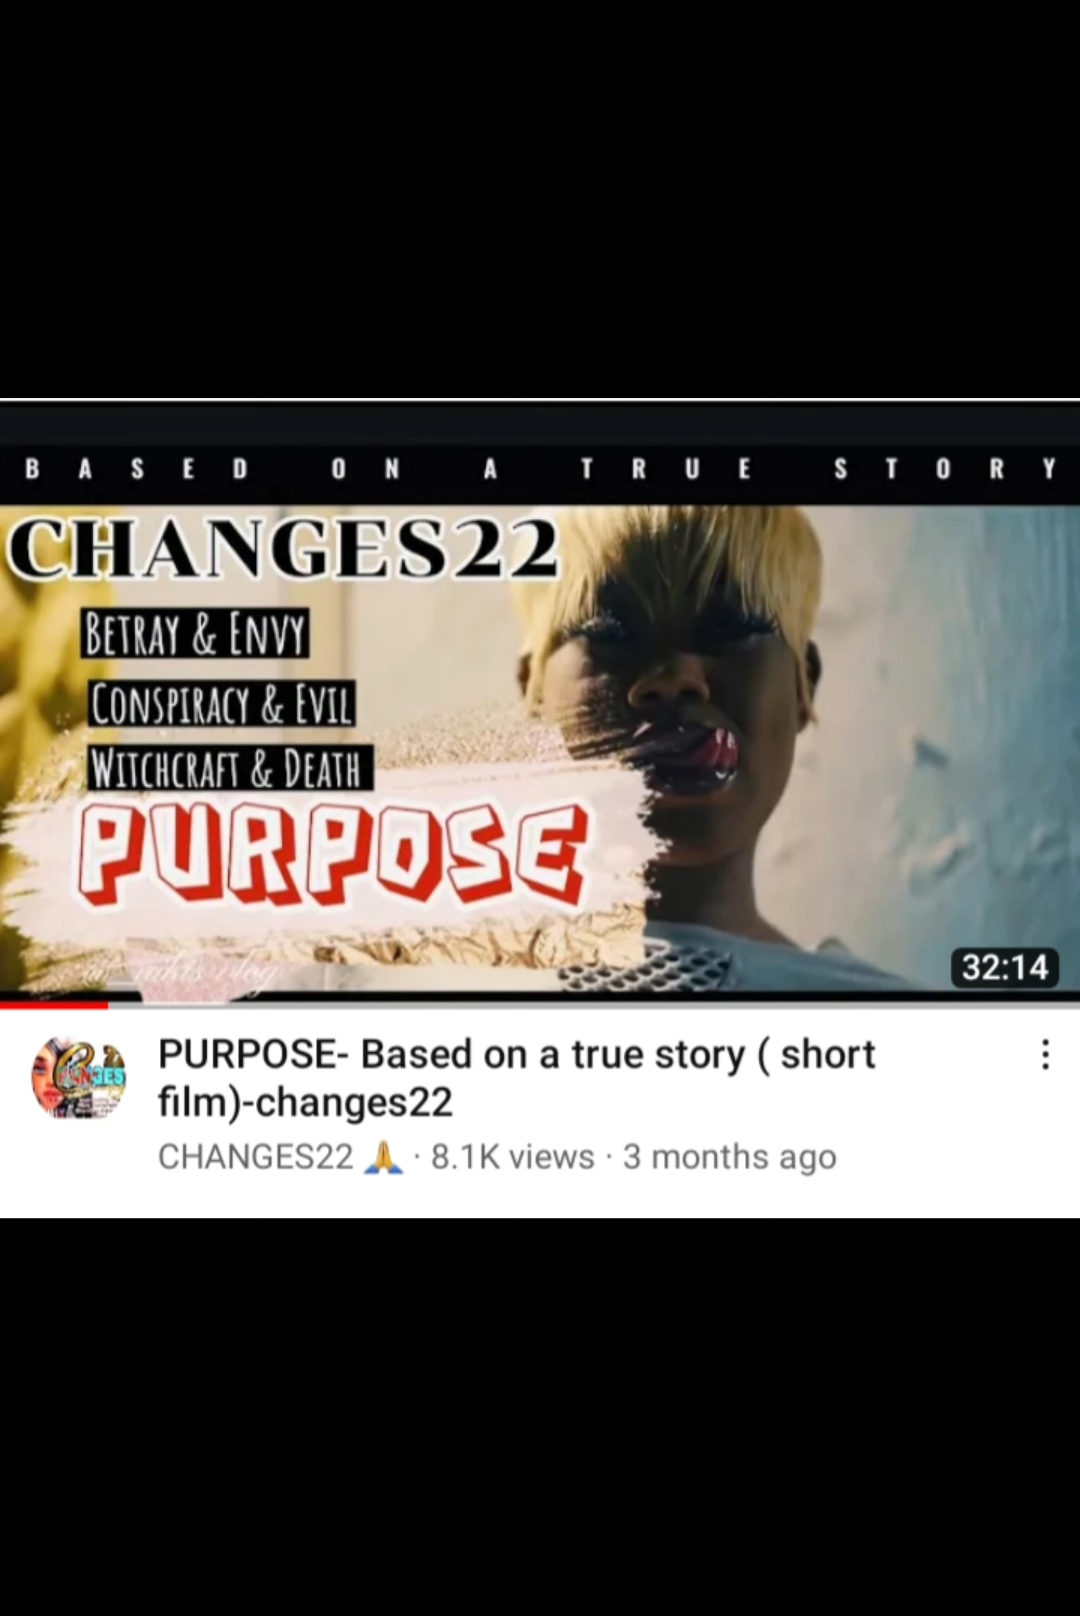 BASED ON A TRUE STORY
CHANGES22
BETRAY & ENVY
CONSPIRACY & EVIL
WITCHCRAFT & DEATH
PURPOSE
vlog
32:14
PURPOSE- Based on a true story ( short
film)-changes22
CHANGES22 🙏 · 8.1K views · 3 months ago